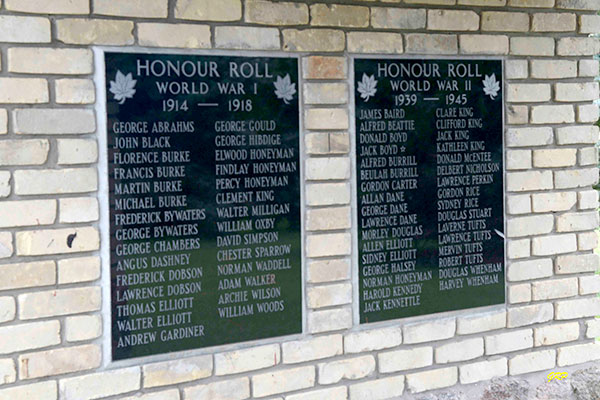 HONOUR ROLL
WORLD WAR I
1914 — 1918
GEORGE ABRAHMS
JOHN BLACK
FLORENCE BURKE
FRANCIS BURKE
MARTIN BURKE
MICHAEL BURKE
FREDERICK BYWATERS
GEORGE BYWATERS
GEORGE CHAMBERS
ANGUS DASHNEY
FREDERICK DOBSON
LAWRENCE DOBSON
THOMAS ELLIOTT
WALTER ELLIOTT
ANDREW GARDINER
GEORGE GOULD
GEORGE HIBDIGE
ELWOOD HONEYMAN
FINDLAY HONEYMAN
PERCY HONEYMAN
CLEMENT KING
WALTER MILLIGAN
WILLIAM OXBY
DAVID SIMPSON
CHESTER SPARROW
NORMAN WADDELL
ADAM WALKER
ARCHIE WILSON
WILLIAM WOODS
HONOUR ROLL
WORLD WAR II
1939 — 1945
JAMES BAIRD
ALFRED BEATTIE
DONALD BOYD
JACK BOYD ☆
ALFRED BURRILL
BEULAH BURRILL
GORDON CARTER
ALLAN DANE
GEORGE DANE
LAWRENCE DANE
MORLEY DOUGLAS
ALLEN ELLIOTT
SIDNEY ELLIOTT
GEORGE HALSEY
NORMAN HONEYMAN
HAROLD KENNEDY
JACK KENNETTLE
CLARE KING
CLIFFORD KING
JACK KING
KATHLEEN KING
DONALD McENTEE
DELBERT NICHOLSON
LAWRENCE PERKIN
GORDON RICE
SYDNEY RICE
DOUGLAS STUART
LAVERNE TUFTS
LAWRENCE TUFTS
MERVIN TUFTS
ROBERT TUFTS
DOUGLAS WHENHAM
HARVEY WHENHAM